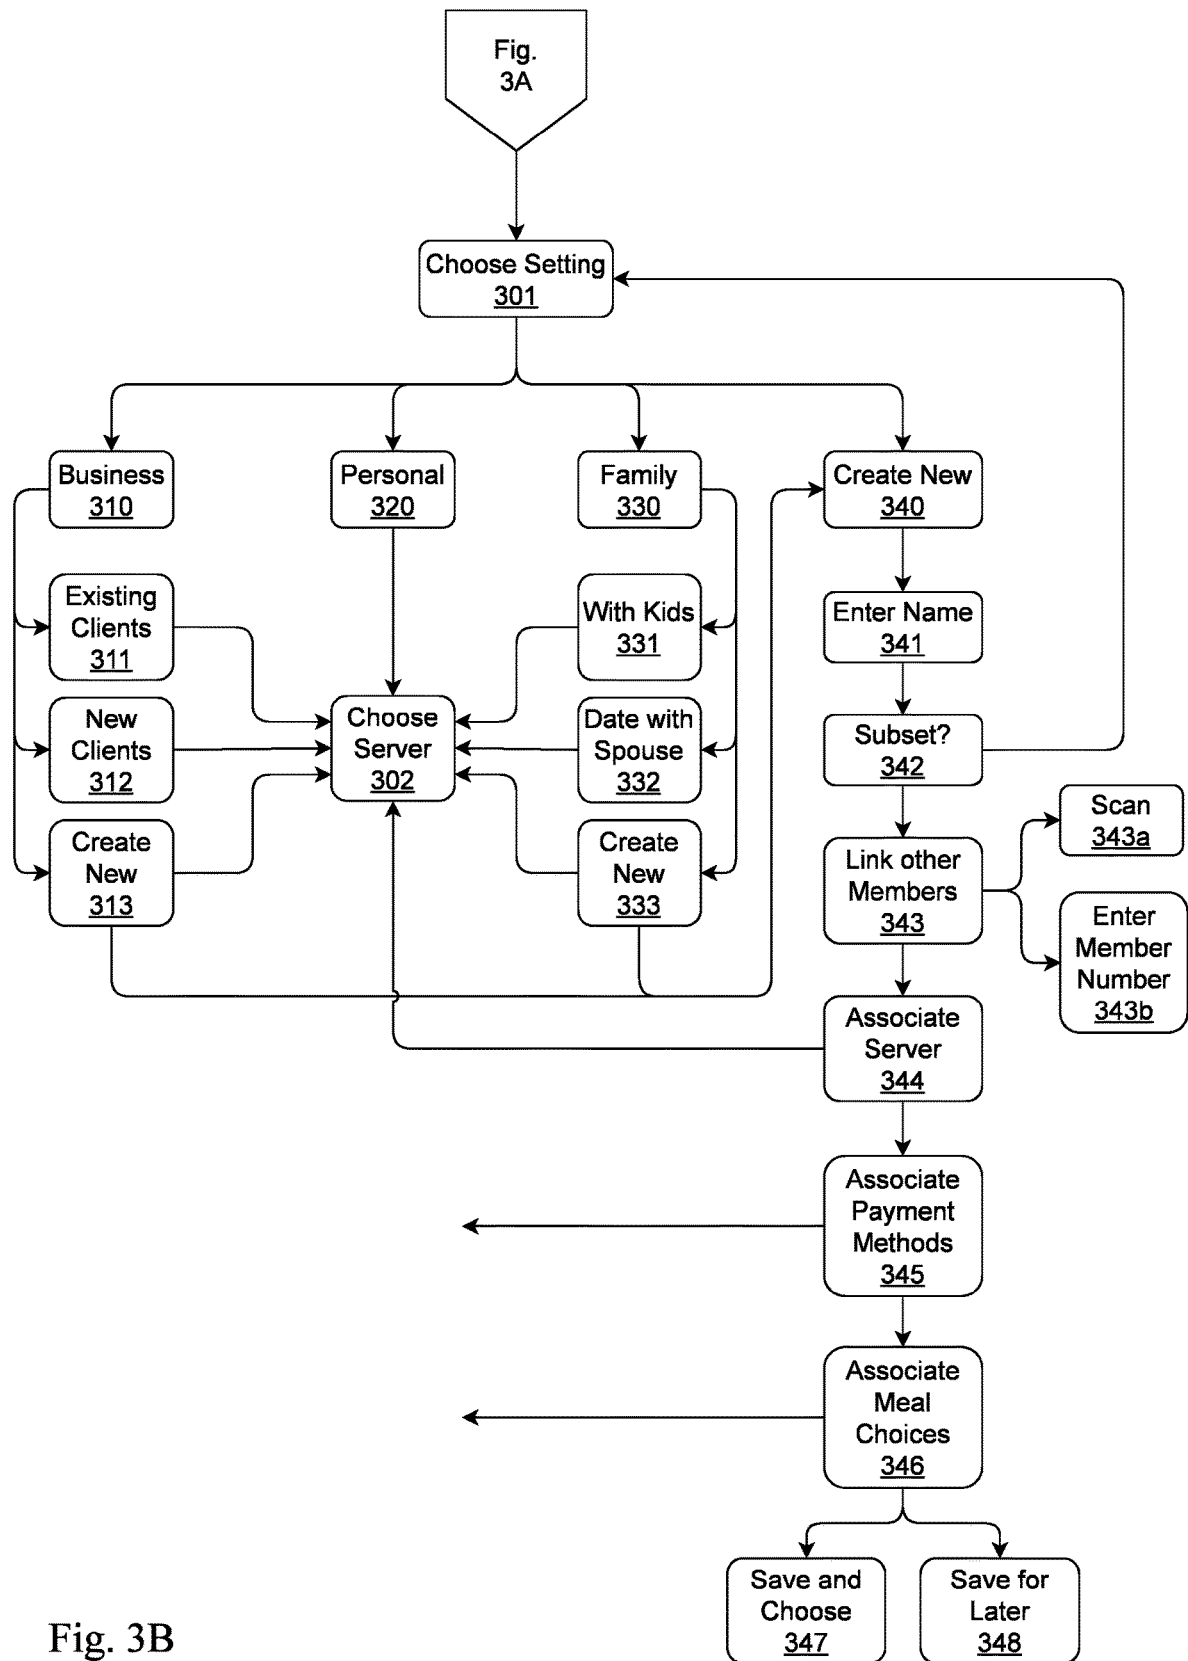 Fig.
3A
Choose Setting
301
Business
310
Personal
320
Family
330
Create New
340
Existing
Clients
311
With Kids
331
Enter Name
341
New
Clients
312
Choose
Server
302
Date with
Spouse
332
Subset?
342
Create
New
313
Create
New
333
Link other
Members
343
Scan
343a
Enter
Member
Number
343b
Associate
Server
344
Associate
Payment
Methods
345
Associate
Meal
Choices
346
Save and
Choose
347
Save for
Later
348
Fig. 3B